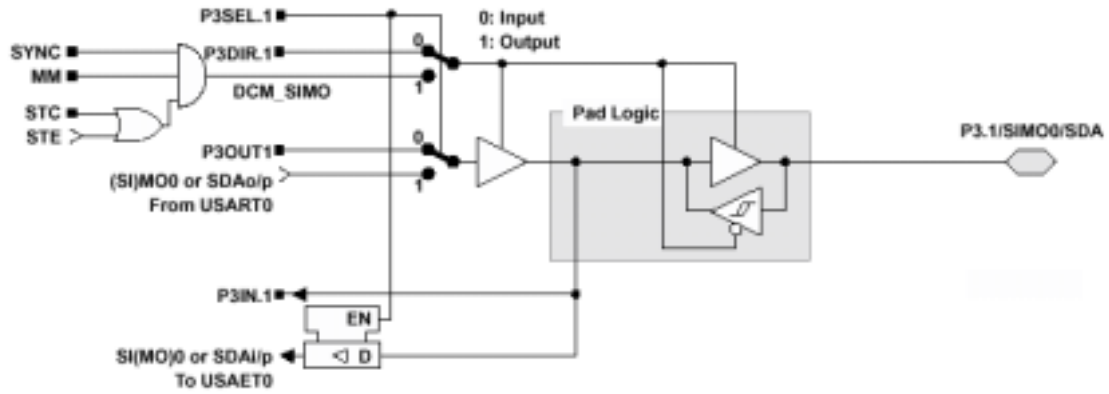 P3SEL.1
0: Input
1: Output
SYNC
P3DIR.1
0
MM
1
DCM_SIMO
STC
STE
Pad Logic
P3OUT1
0
P3.1/SIMO0/SDA
(SI)MO0 or SDAo/p
1
From USART0
P3IN.1
EN
SI(MO)0 or SDAi/p
D
To USAET0